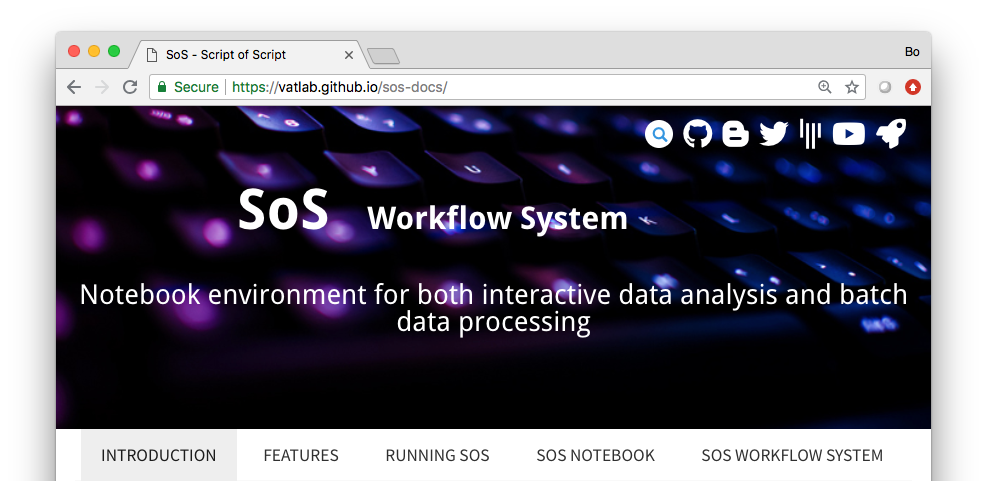 SoS - Script of Script
Bo
Secure https://vatlab.github.io/sos-docs/
SoS Workflow System
Notebook environment for both interactive data analysis and batch
data processing
INTRODUCTION FEATURES RUNNING SOS SOS NOTEBOOK SOS WORKFLOW SYSTEM